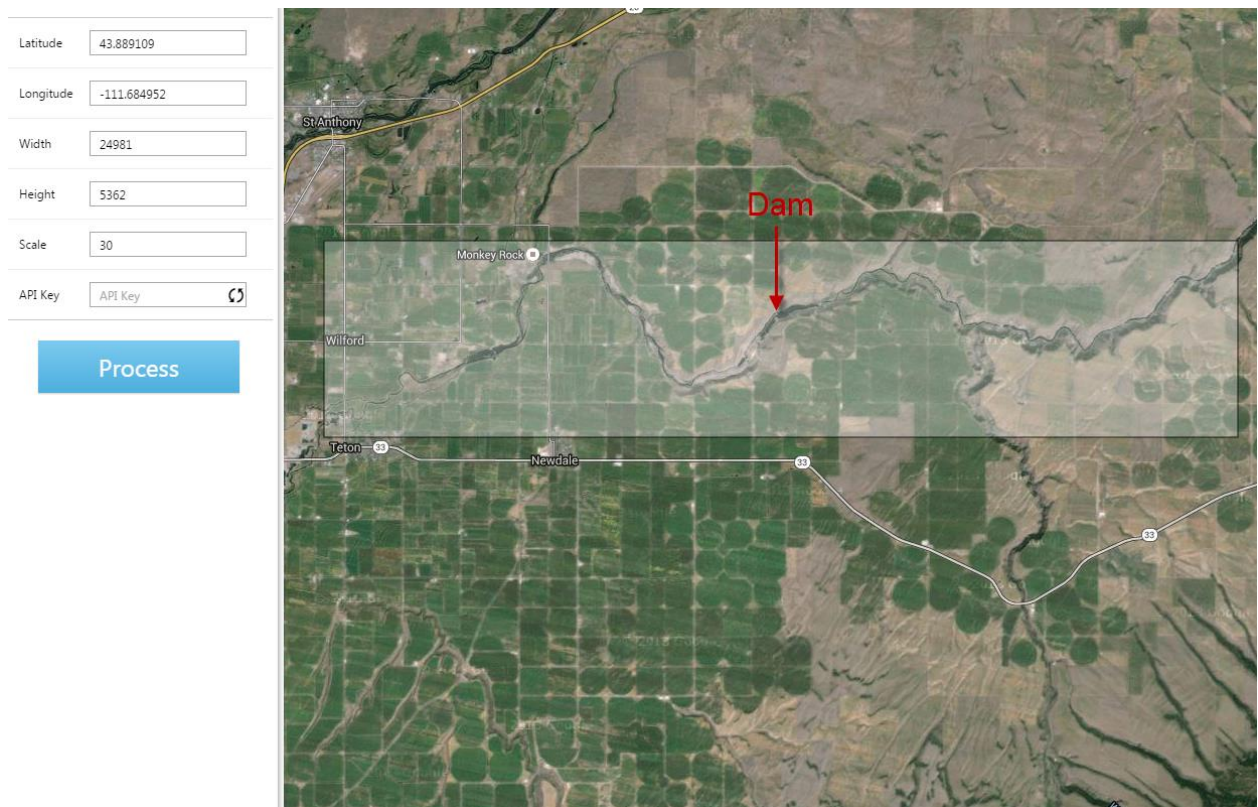 Latitude
43.889109
Longitude
-111.684952
Width
24981
Height
5362
Scale
30
API Key
API Key
Process
20
St Anthony
Dam
Monkey Rock
Wilford
Teton
33
Newdale
33
33